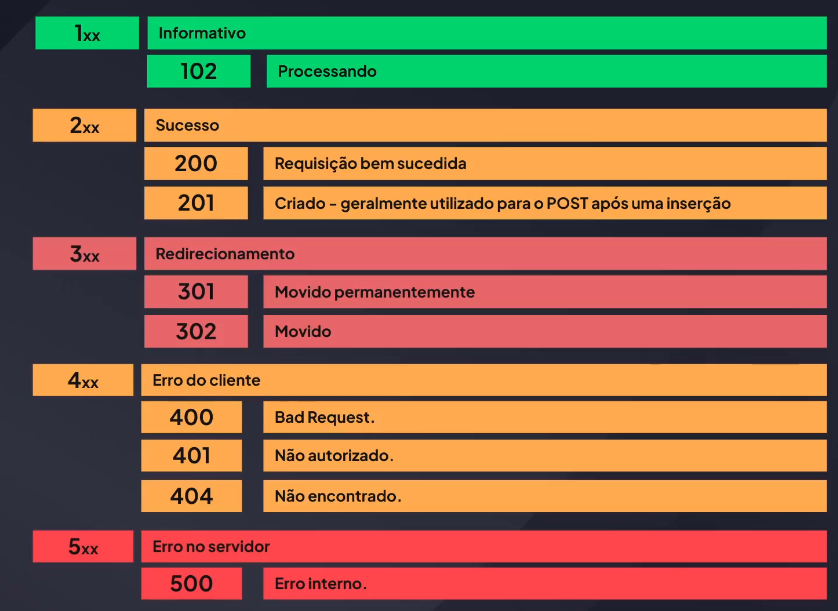 1xx Informativo
102 Processando
2xx Sucesso
200 Requisição bem sucedida
201 Criado - geralmente utilizado para o POST após uma inserção
3xx Redirecionamento
301 Movido permanentemente
302 Movido
4xx Erro do cliente
400 Bad Request.
401 Não autorizado.
404 Não encontrado.
5xx Erro no servidor
500 Erro interno.